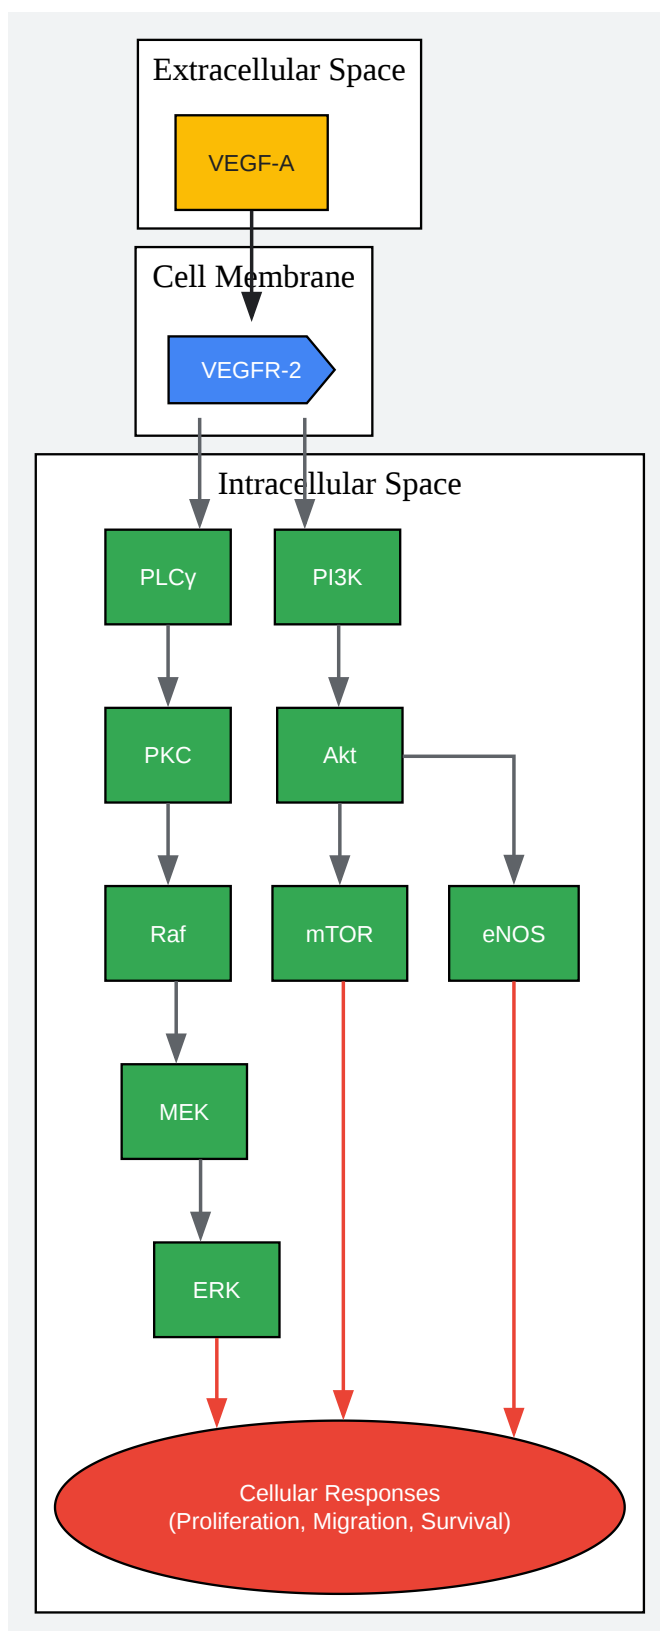 Extracellular Space
VEGF-A
Cell Membrane
VEGFR-2
Intracellular Space
PLCγ
PI3K
PKC
Akt
Raf
mTOR
eNOS
MEK
ERK
Cellular Responses
(Proliferation, Migration, Survival)